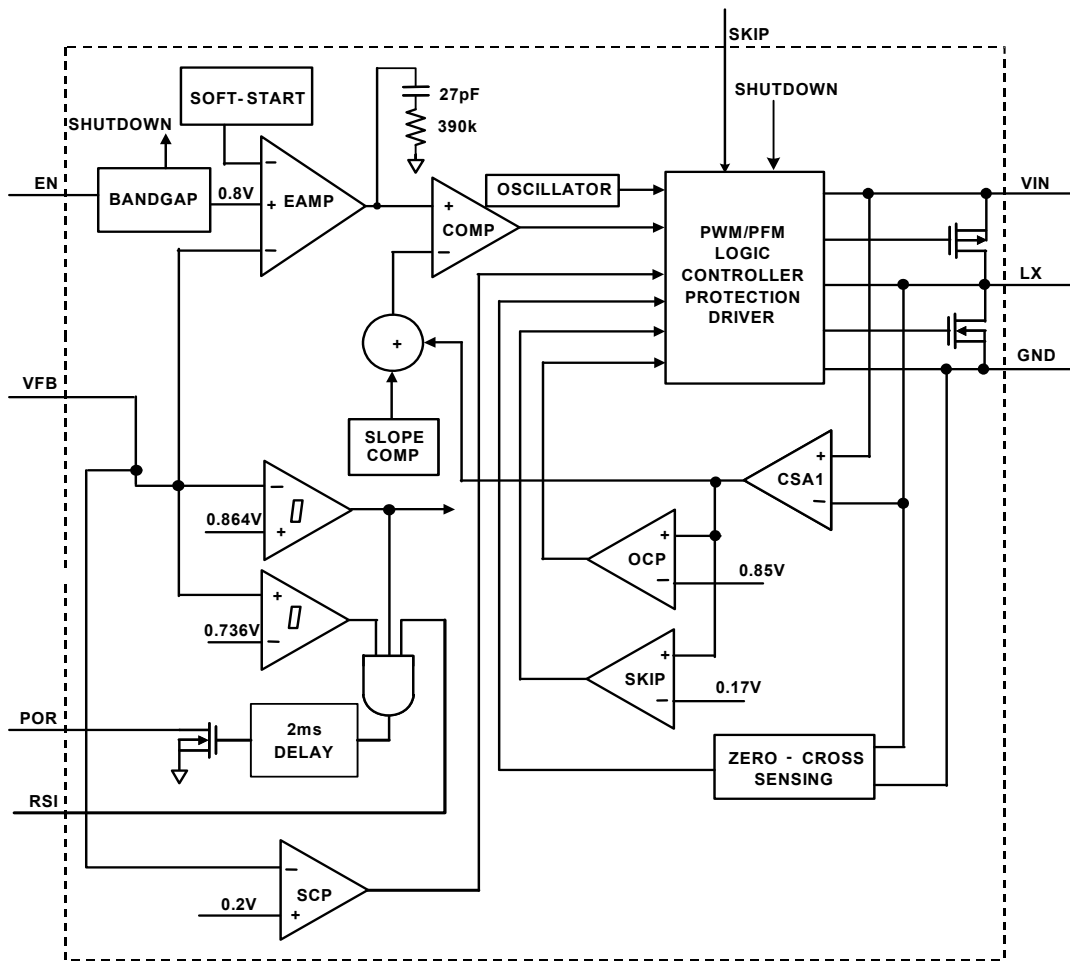 SKIP
SOFT-START
27pF
390k
SHUTDOWN
SHUTDOWN
EN
BANDGAP
0.8V
−
+
−
EAMP
+
−
COMP
OSCILLATOR
PWM/PFM
LOGIC
CONTROLLER
PROTECTION
DRIVER
VIN
LX
GND
+
VFB
SLOPE
COMP
−
+
0.864V
+
−
CSA1
+
−
OCP
0.85V
+
−
0.736V
+
−
SKIP
0.17V
POR
2ms
DELAY
ZERO - CROSS
SENSING
RSI
−
+
SCP
0.2V